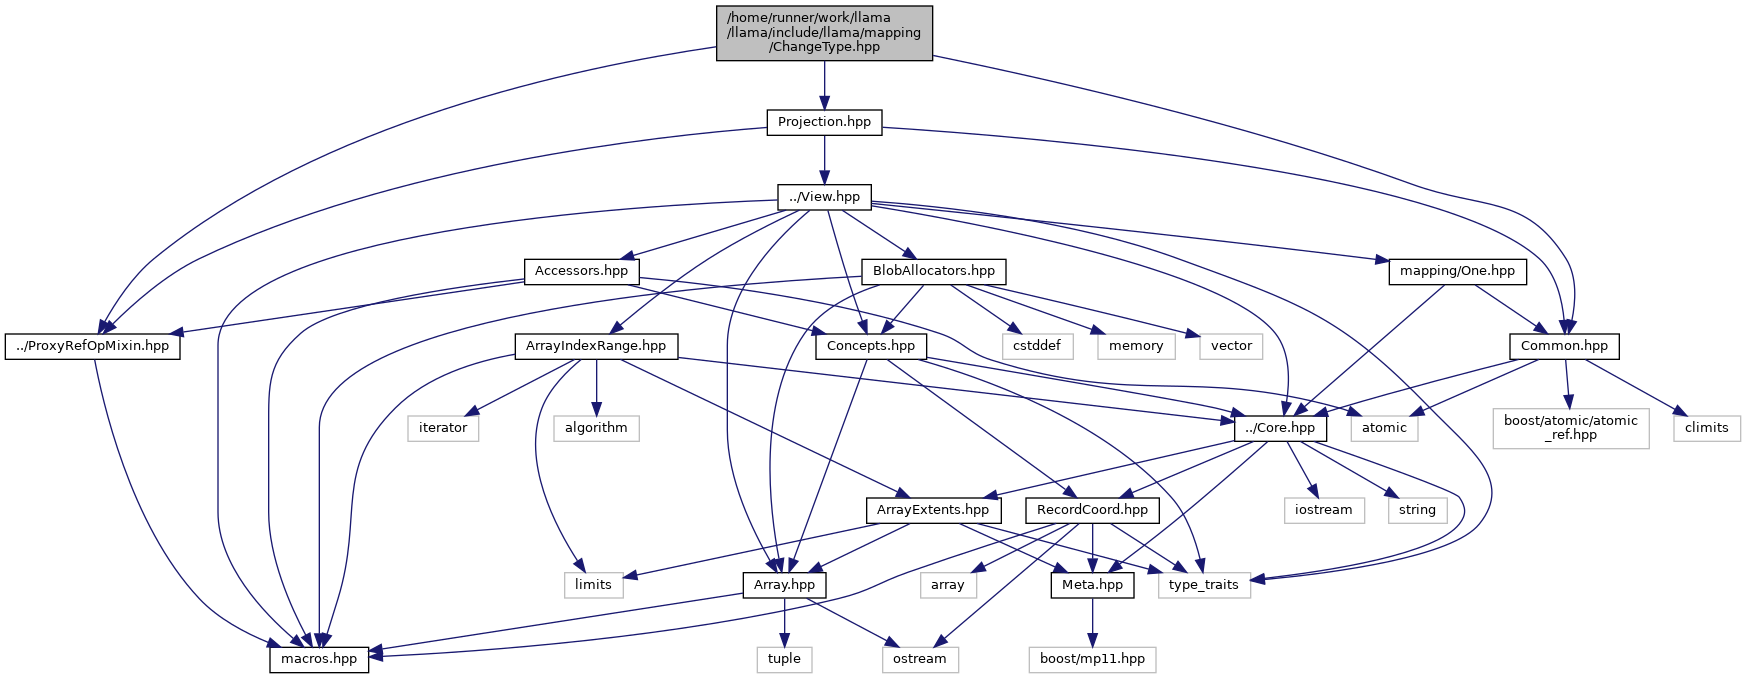 /home/runner/work/llama
/llama/include/llama/mapping
/ChangeType.hpp
Projection.hpp
../View.hpp
Accessors.hpp
BlobAllocators.hpp
mapping/One.hpp
../ProxyRefOpMixin.hpp
ArrayIndexRange.hpp
Concepts.hpp
cstddef
memory
vector
Common.hpp
iterator
algorithm
../Core.hpp
atomic
boost/atomic/atomic
_ref.hpp
climits
ArrayExtents.hpp
RecordCoord.hpp
iostream
string
limits
Array.hpp
array
Meta.hpp
type_traits
macros.hpp
tuple
ostream
boost/mp11.hpp